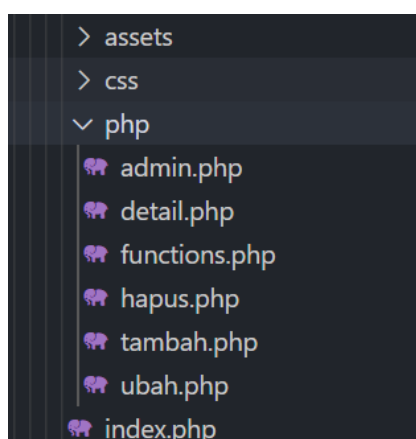 assets
css
php
admin.php
detail.php
functions.php
hapus.php
tambah.php
ubah.php
index.php